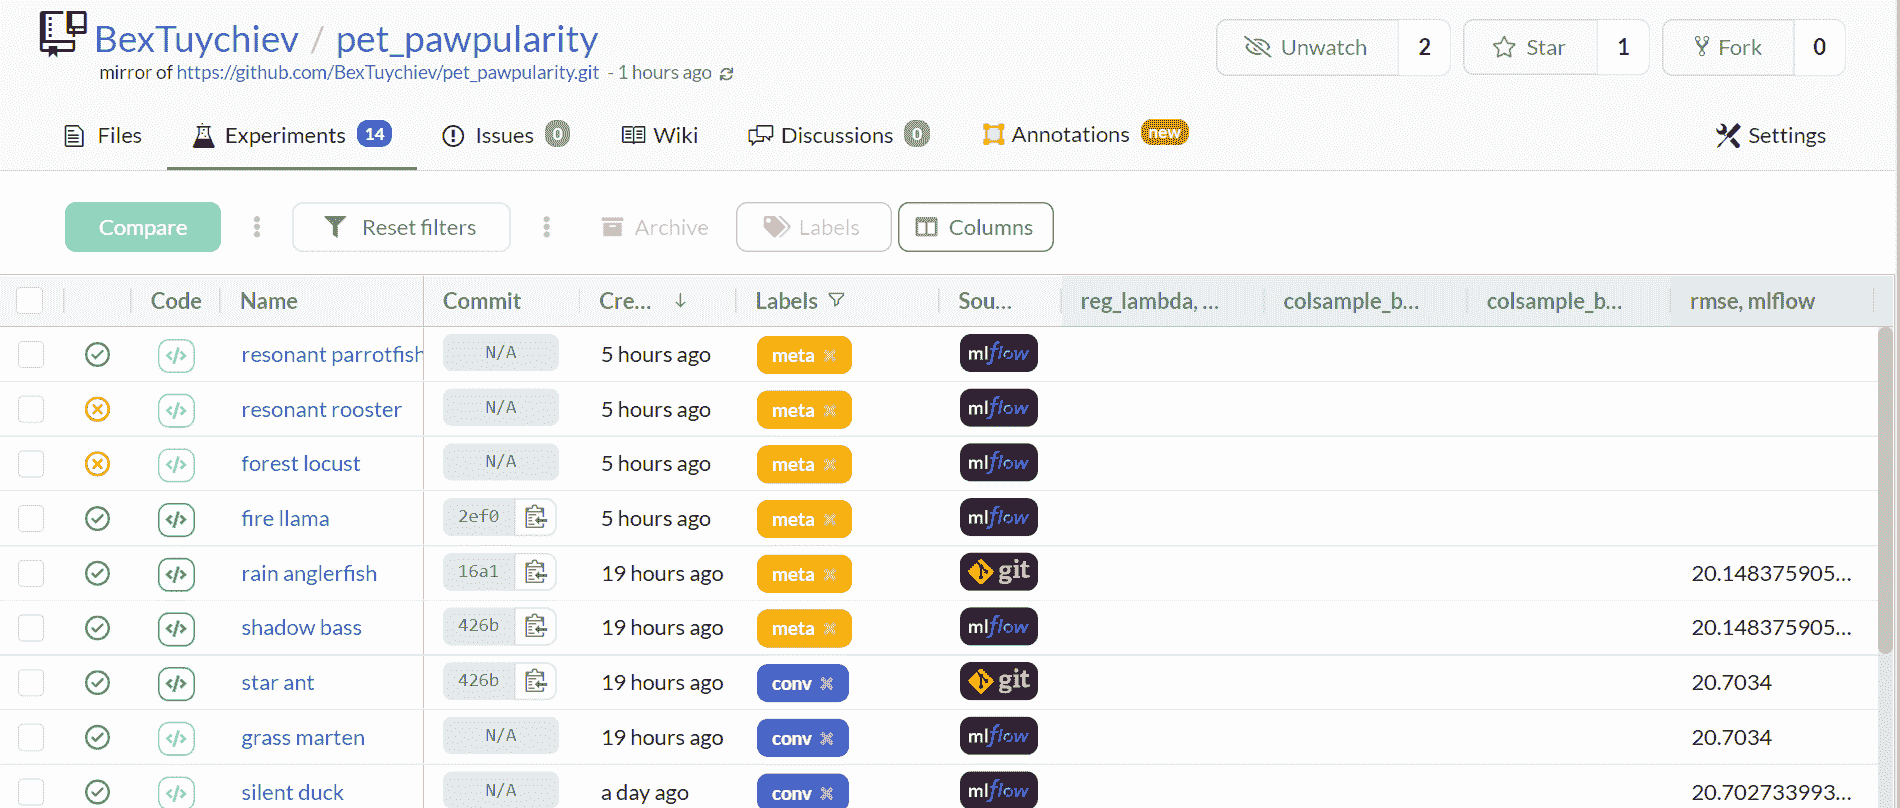 BexTuychiev / pet_pawpularity
Unwatch 2 Star 1 Fork 0
mirror of https://github.com/BexTuychiev/pet_pawpularity.git - 1 hours ago
Files Experiments 14 Issues 0 Wiki Discussions 0 Annotations new Settings
Compare Reset filters Archive Labels Columns
Code Name Commit Cre... Labels Sou... reg_lambda, ... colsample_b... colsample_b... rmse, mlflow
resonant parrotfish N/A 5 hours ago meta mlflow
resonant rooster N/A 5 hours ago meta mlflow
forest locust N/A 5 hours ago meta mlflow
fire llama 2ef0 5 hours ago meta mlflow
rain anglerfish 16a1 19 hours ago meta git 20.148375905...
shadow bass 426b 19 hours ago meta mlflow 20.148375905...
star ant 426b 19 hours ago conv git 20.7034
grass marten N/A 19 hours ago conv mlflow 20.7034
silent duck N/A a day ago conv mlflow 20.702733993...